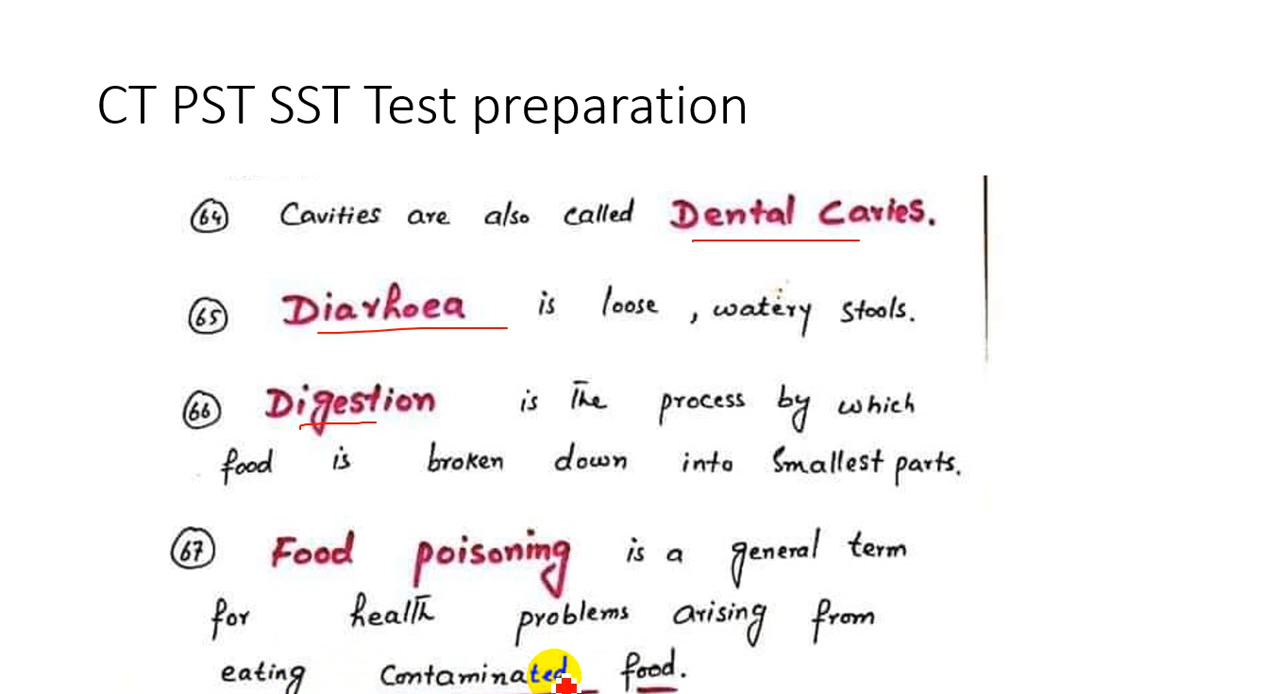 CT PST SST Test preparation
64 Cavities are also called Dental Caries.
65 Diarhoea is loose, watery stools.
66 Digestion is The process by which
food is broken down into Smallest parts.
67 Food poisoning is a general term
for health problems arising from
eating Contaminated food.